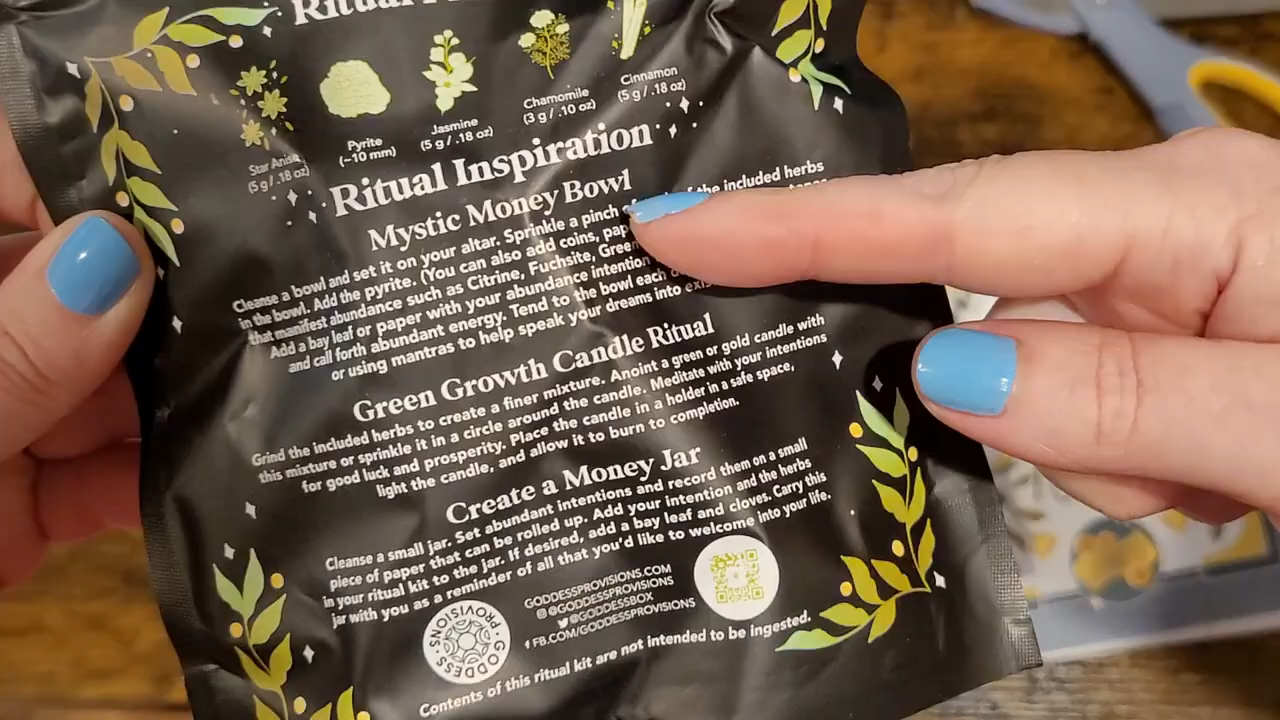 Ritual
Star Anise
(5 g / .18 oz)
Pyrite
(~10 mm)
Jasmine
(5 g / .18 oz)
Chamomile
(3 g / .10 oz)
Cinnamon
(5 g / .18 oz)
Ritual Inspiration
Mystic Money Bowl
Cleanse a bowl and set it on your altar. Sprinkle a pinch the included herbs
in the bowl. Add the pyrite. (You can also add coins,
that manifest abundance such as Citrine, Fuchsite,
Add a bay leaf or paper with your abundance intention
and call forth abundant energy. Tend to the bowl each
or using mantras to help speak your dreams into
Green Growth Candle Ritual
Grind the included herbs to create a finer mixture. Anoint a green or gold candle with
this mixture or sprinkle it in a circle around the candle. Meditate with your intentions
for good luck and prosperity. Place the candle in a holder in a safe space,
light the candle, and allow it to burn to completion.
Create a Money Jar
Cleanse a small jar. Set abundant intentions and record them on a small
piece of paper that can be rolled up. Add your intention and the herbs
in your ritual kit to the jar. If desired, add a bay leaf and cloves. Carry this
jar with you as a reminder of all that you'd like to welcome into your life.
GODDESSPROVISIONS.COM
@GODDESSPROVISIONS
@GODDESSBOX
FB.COM/GODDESSPROVISIONS
GODDESS PROVISIONS
Contents of this ritual kit are not intended to be ingested.